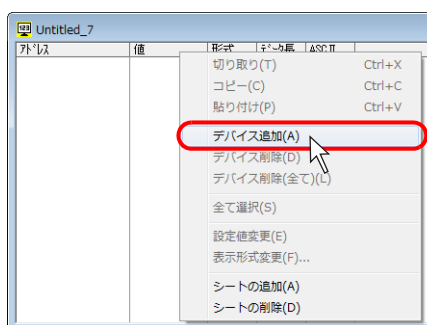 Untitled_7
ｱﾄﾞﾚｽ 値 形式 ﾃﾞｰﾀ長 ASCII
切り取り(T) Ctrl+X
コピー(C) Ctrl+C
貼り付け(P) Ctrl+V
デバイス追加(A)
デバイス削除(D)
デバイス削除(全て)(L)
全て選択(S)
設定値変更(E)
表示形式変更(F)...
シートの追加(A)
シートの削除(D)